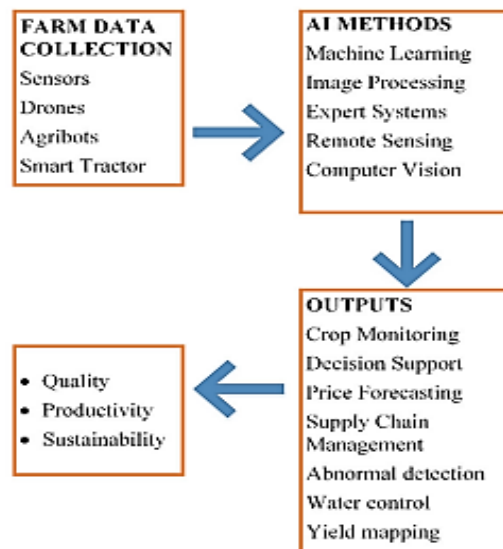 FARM DATA
COLLECTION
Sensors
Drones
Agribots
Smart Tractor
AI METHODS
Machine Learning
Image Processing
Expert Systems
Remote Sensing
Computer Vision
OUTPUTS
Crop Monitoring
Decision Support
Price Forecasting
Supply Chain
Management
Abnormal detection
Water control
Yield mapping
• Quality
• Productivity
• Sustainability